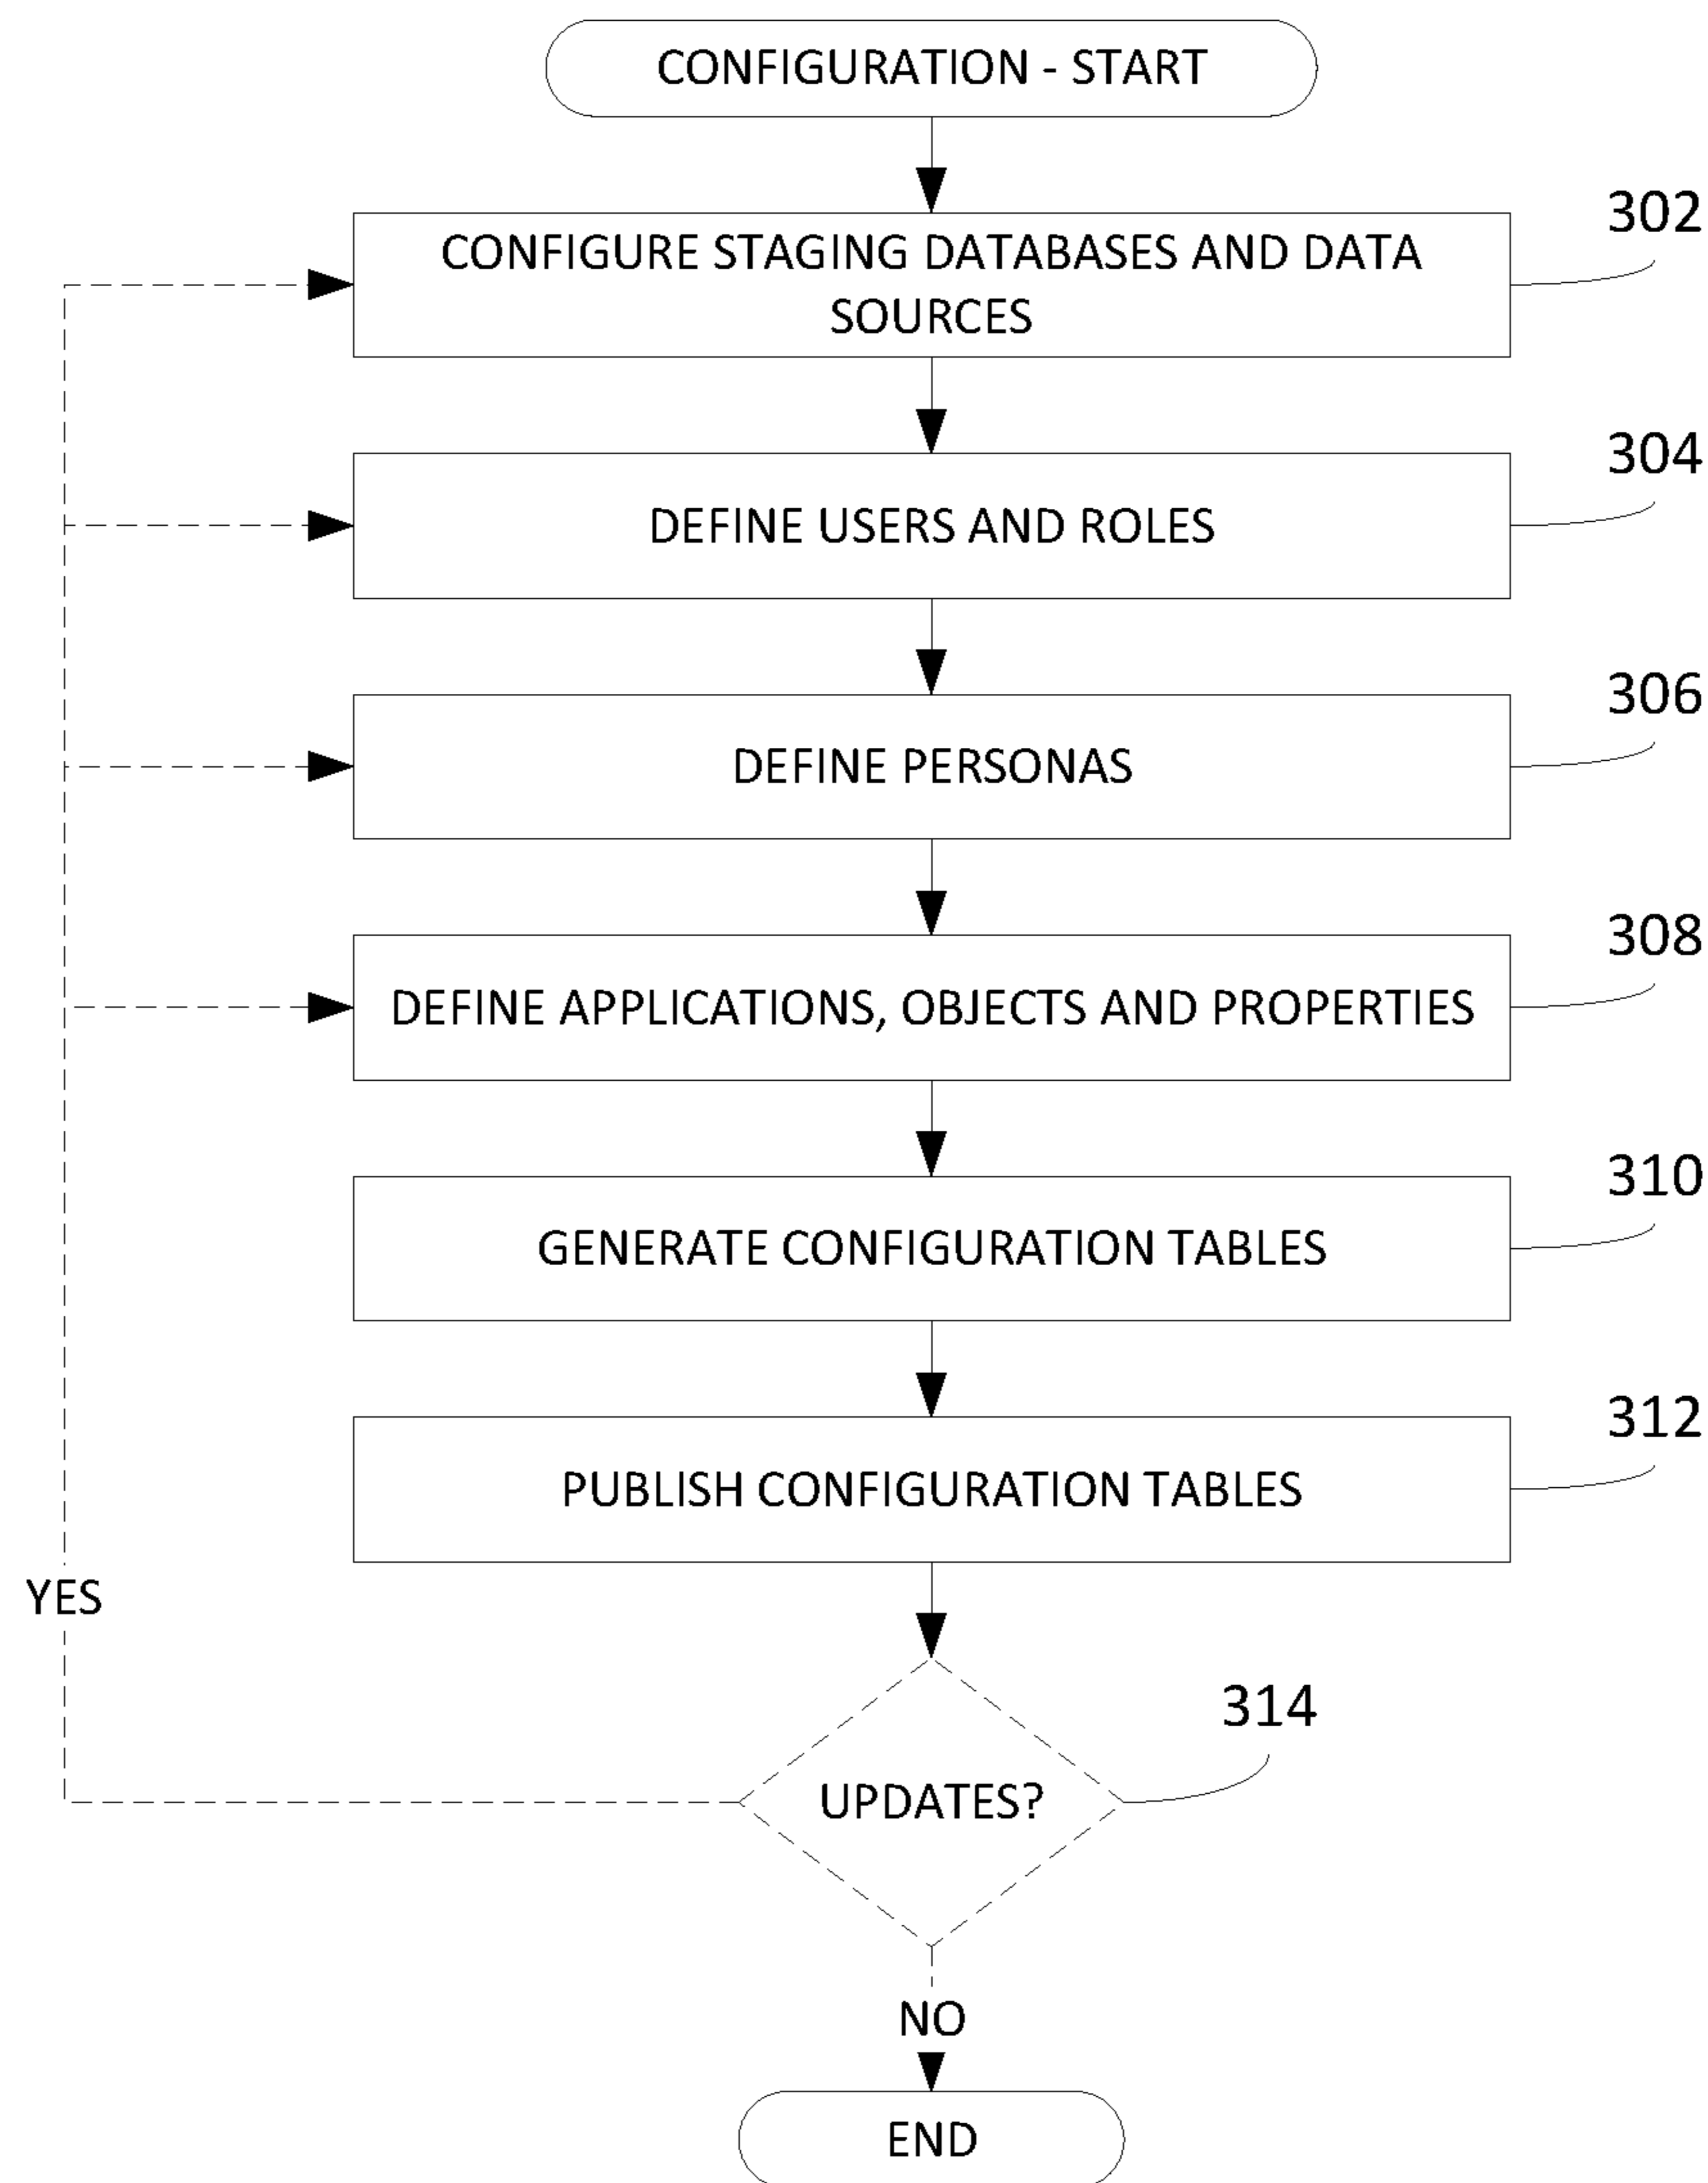 CONFIGURATION - START
302
CONFIGURE STAGING DATABASES AND DATA
SOURCES
304
DEFINE USERS AND ROLES
306
DEFINE PERSONAS
308
DEFINE APPLICATIONS, OBJECTS AND PROPERTIES
310
GENERATE CONFIGURATION TABLES
312
PUBLISH CONFIGURATION TABLES
YES
314
UPDATES?
NO
END